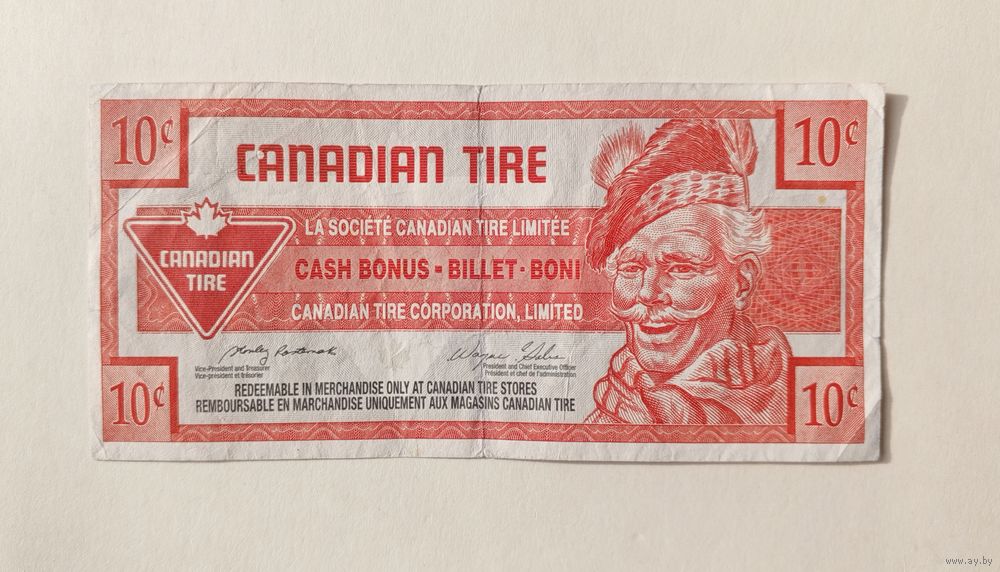 10¢
10¢
CANADIAN TIRE
LA SOCIÉTÉ CANADIAN TIRE LIMITÉE
CANADIAN
TIRE
CASH BONUS - BILLET - BONI
CANADIAN TIRE CORPORATION, LIMITED
Vice-President and Treasurer
Vice-président et trésorier
President and Chief Executive Officer
Président et chef de l'administration
REDEEMABLE IN MERCHANDISE ONLY AT CANADIAN TIRE STORES
REMBOURSABLE EN MARCHANDISE UNIQUEMENT AUX MAGASINS CANADIAN TIRE
10¢
10¢
www.ay.by